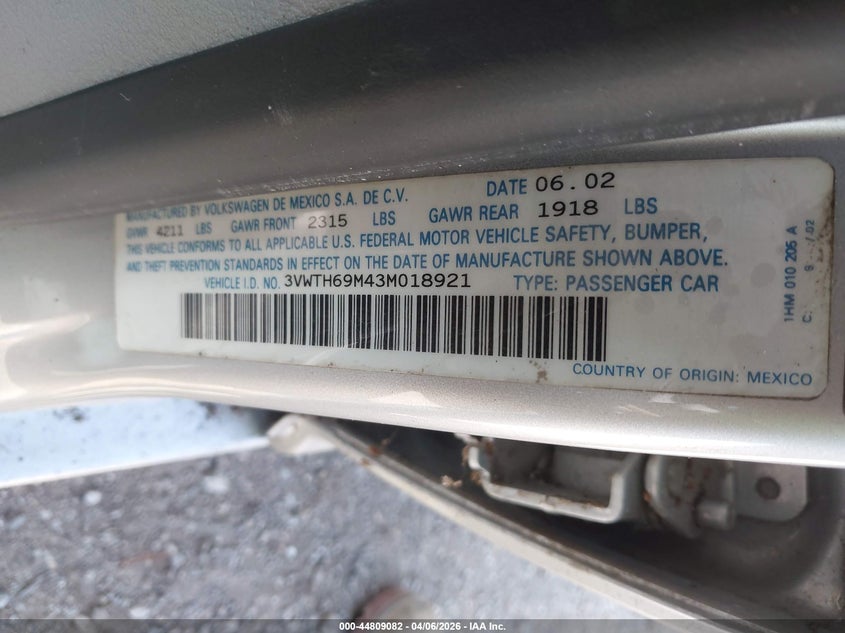 MANUFACTURED BY VOLKSWAGEN DE MEXICO S.A. DE C.V. DATE 06.02
GVWR 4211 LBS GAWR FRONT 2315 LBS GAWR REAR 1918 LBS
THIS VEHICLE CONFORMS TO ALL APPLICABLE U.S. FEDERAL MOTOR VEHICLE SAFETY, BUMPER,
AND THEFT PREVENTION STANDARDS IN EFFECT ON THE DATE OF MANUFACTURE SHOWN ABOVE.
VEHICLE I.D. NO. 3VWTH69M43M018921 TYPE: PASSENGER CAR
COUNTRY OF ORIGIN: MEXICO
1HM 010 205 A
C:
000-44809082 - 04/06/2026 - IAA Inc.